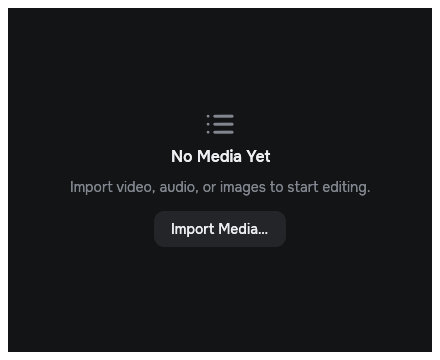 No Media Yet
Import video, audio, or images to start editing.
Import Media...